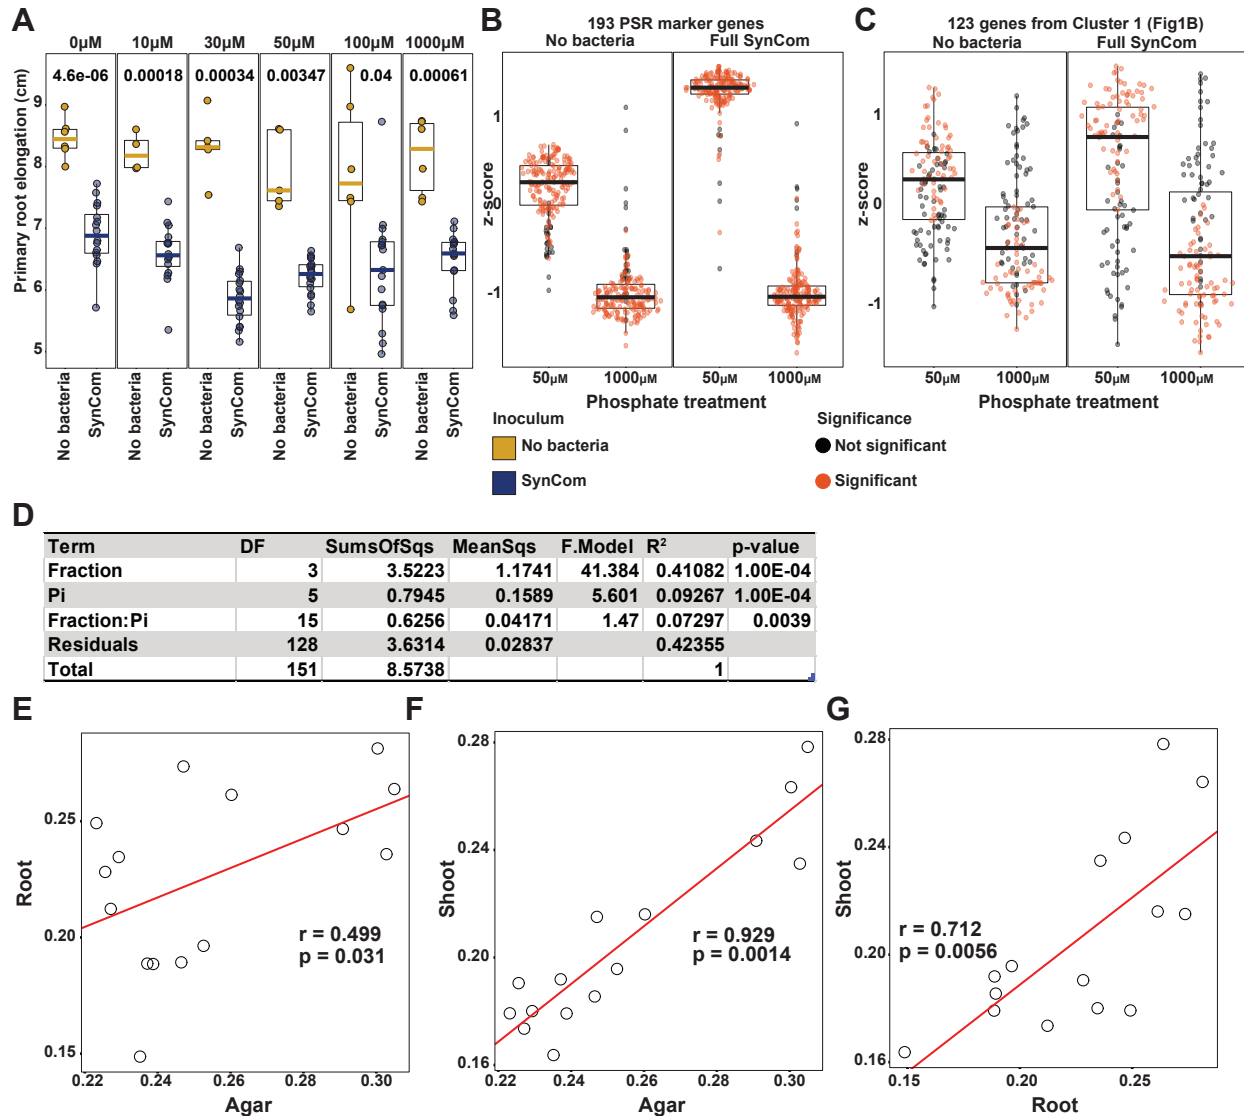 A
0µM 10µM 30µM 50µM 100µM 1000µM
4.6e-06 0.00018 0.00034 0.00347 0.04 0.00061
Primary root elongation (cm)
9
8
7
6
5
No bacteria SynCom No bacteria SynCom No bacteria SynCom No bacteria SynCom No bacteria SynCom No bacteria SynCom
B
193 PSR marker genes
No bacteria Full SynCom
z-score
1
0
-1
50µM 1000µM 50µM 1000µM
Phosphate treatment
C
123 genes from Cluster 1 (Fig1B)
No bacteria Full SynCom
z-score
1
0
-1
50µM 1000µM 50µM 1000µM
Phosphate treatment
Inoculum
No bacteria
SynCom
Significance
Not significant
Significant
D
Term DF SumsOfSqs MeanSqs F.Model R² p-value
Fraction 3 3.5223 1.1741 41.384 0.41082 1.00E-04
Pi 5 0.7945 0.1589 5.601 0.09267 1.00E-04
Fraction:Pi 15 0.6256 0.04171 1.47 0.07297 0.0039
Residuals 128 3.6314 0.02837 0.42355
Total 151 8.5738 1
E
Root
0.25
0.20
0.15
r = 0.499
p = 0.031
0.22 0.24 0.26 0.28 0.30
Agar
F
Shoot
0.28
0.24
0.20
0.16
r = 0.929
p = 0.0014
0.22 0.24 0.26 0.28 0.30
Agar
G
Shoot
0.28
0.24
0.20
0.16
r = 0.712
p = 0.0056
0.15 0.20 0.25
Root